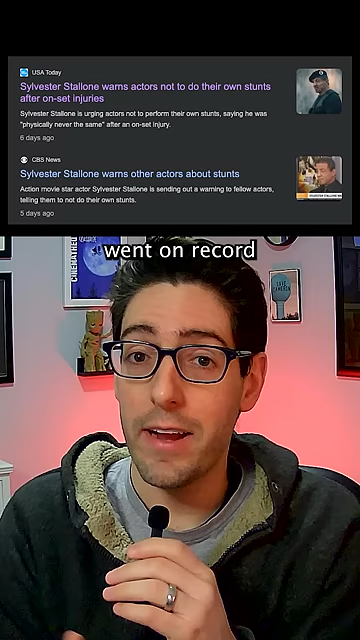 USA Today
Sylvester Stallone warns actors not to do their own stunts
after on-set injuries
Sylvester Stallone is urging actors not to perform their own stunts, saying he was
"physically never the same" after an on-set injury.
6 days ago
CBS News
Sylvester Stallone warns other actors about stunts
Action movie star actor Sylvester Stallone is sending out a warning to fellow actors,
telling them to not do their own stunts.
5 days ago
went on record
CINEMATHEQ